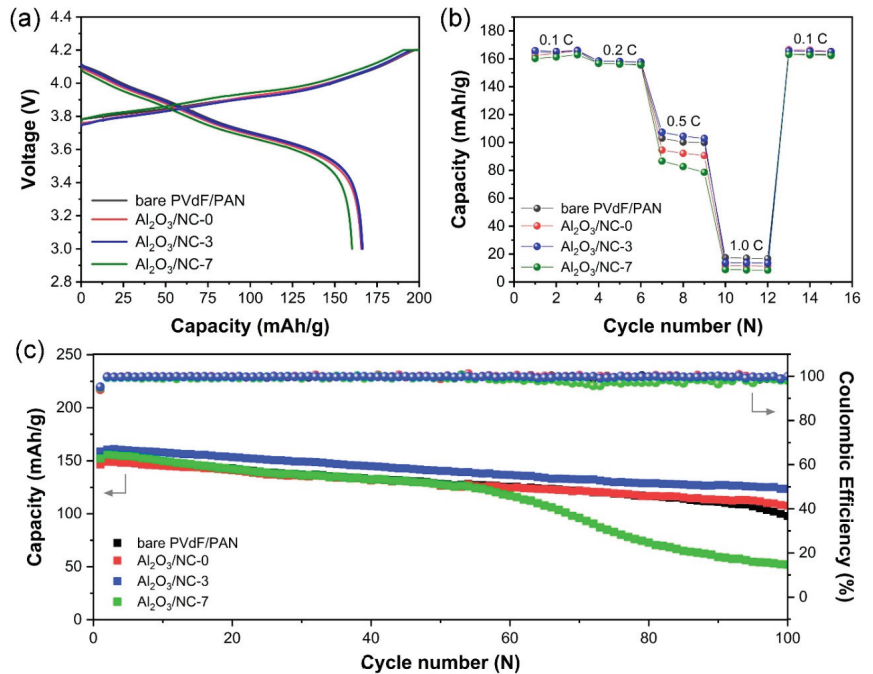 (a)
4.4
4.2
4.0
3.8
3.6
3.4
3.2
3.0
2.8
Voltage (V)
bare PVdF/PAN
Al₂O₃/NC-0
Al₂O₃/NC-3
Al₂O₃/NC-7
0 25 50 75 100 125 150 175 200
Capacity (mAh/g)
(b)
180
160
140
120
100
80
60
40
20
0
Capacity (mAh/g)
0.1 C
0.2 C
0.5 C
1.0 C
0.1 C
bare PVdF/PAN
Al₂O₃/NC-0
Al₂O₃/NC-3
Al₂O₃/NC-7
0 2 4 6 8 10 12 14 16
Cycle number (N)
(c)
250
225
200
175
150
125
100
75
50
25
0
Capacity (mAh/g)
bare PVdF/PAN
Al₂O₃/NC-0
Al₂O₃/NC-3
Al₂O₃/NC-7
0 20 40 60 80 100
Cycle number (N)
100
80
60
40
20
0
Coulombic Efficiency (%)